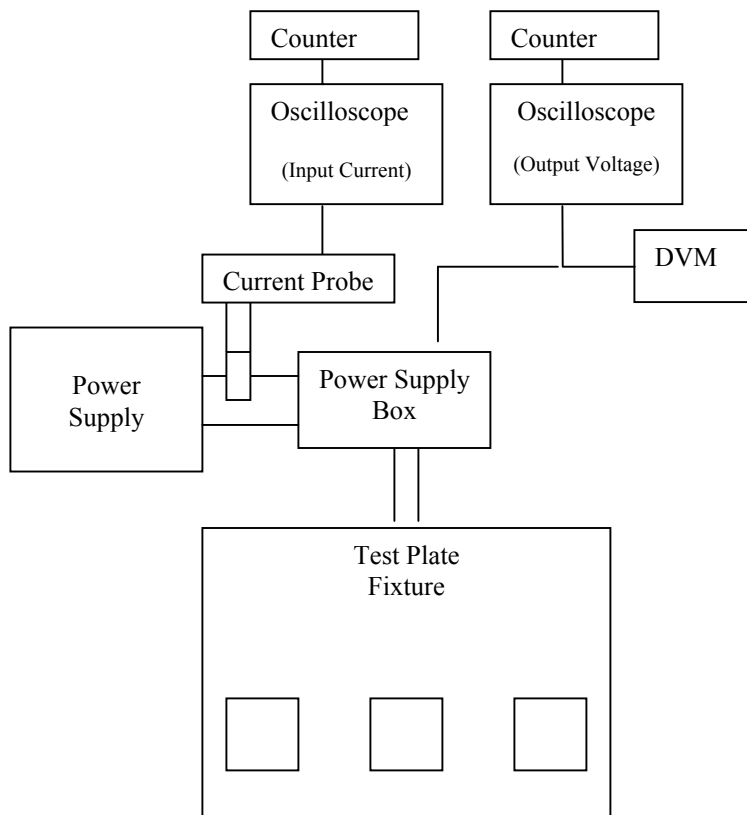 Counter
Counter
Oscilloscope
(Input Current)
Oscilloscope
(Output Voltage)
DVM
Current Probe
Power
Supply
Power Supply
Box
Test Plate
Fixture